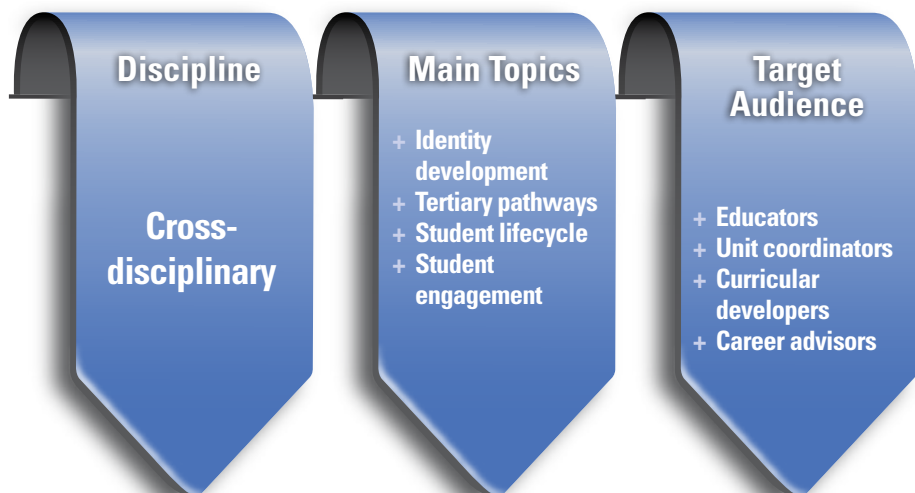 Discipline
Cross-
disciplinary
Main Topics
+ Identity
development
+ Tertiary pathways
+ Student lifecycle
+ Student
engagement
Target
Audience
+ Educators
+ Unit coordinators
+ Curricular
developers
+ Career advisors